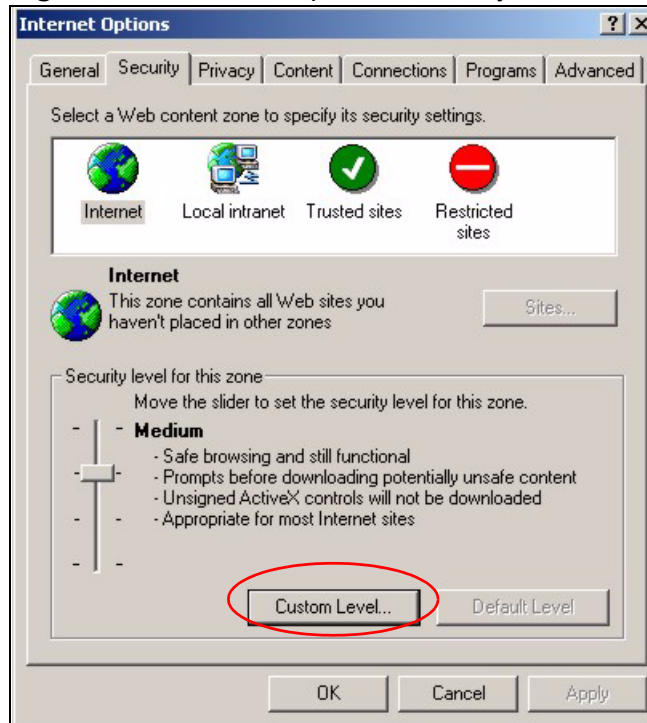 Internet Options
General Security Privacy Content Connections Programs Advanced
Select a Web content zone to specify its security settings.
Internet Local intranet Trusted sites Restricted sites
Internet
This zone contains all Web sites you
haven't placed in other zones
Sites...
Security level for this zone
Move the slider to set the security level for this zone.
Medium
- Safe browsing and still functional
- Prompts before downloading potentially unsafe content
- Unsigned ActiveX controls will not be downloaded
- Appropriate for most Internet sites
Custom Level... Default Level
OK Cancel Apply